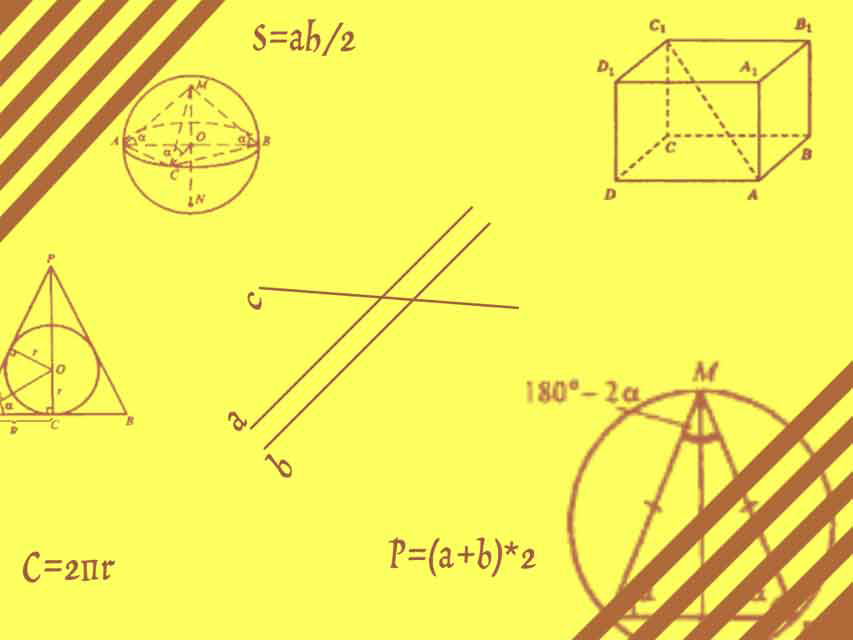 S=ah/2
C₁
B₁
D₁
A₁
M
A
α
O
α
B
α
C
N
C
B
D
A
P
c
r
O
r
α
C
B
R
180° – 2α
M
a
b
P=(a+b)*2
C=2πr
α